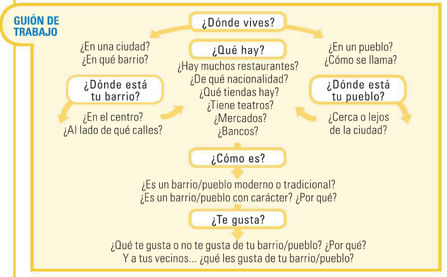 GUIÓN DE
TRABAJO
¿Dónde vives?
¿En una ciudad?
¿En qué barrio?
¿Dónde está
tu barrio?
¿En el centro?
¿Al lado de qué calles?
¿Qué hay?
¿Hay muchos restaurantes?
¿De qué nacionalidad?
¿Qué tiendas hay?
¿Tiene teatros?
¿Mercados?
¿Bancos?
¿En un pueblo?
¿Cómo se llama?
¿Dónde está
tu pueblo?
¿Cerca o lejos
de la ciudad?
¿Cómo es?
¿Es un barrio/pueblo moderno o tradicional?
¿Es un barrio/pueblo con carácter? ¿Por qué?
¿Te gusta?
¿Qué te gusta o no te gusta de tu barrio/pueblo? ¿Por qué?
Y a tus vecinos... ¿qué les gusta de tu barrio/pueblo?